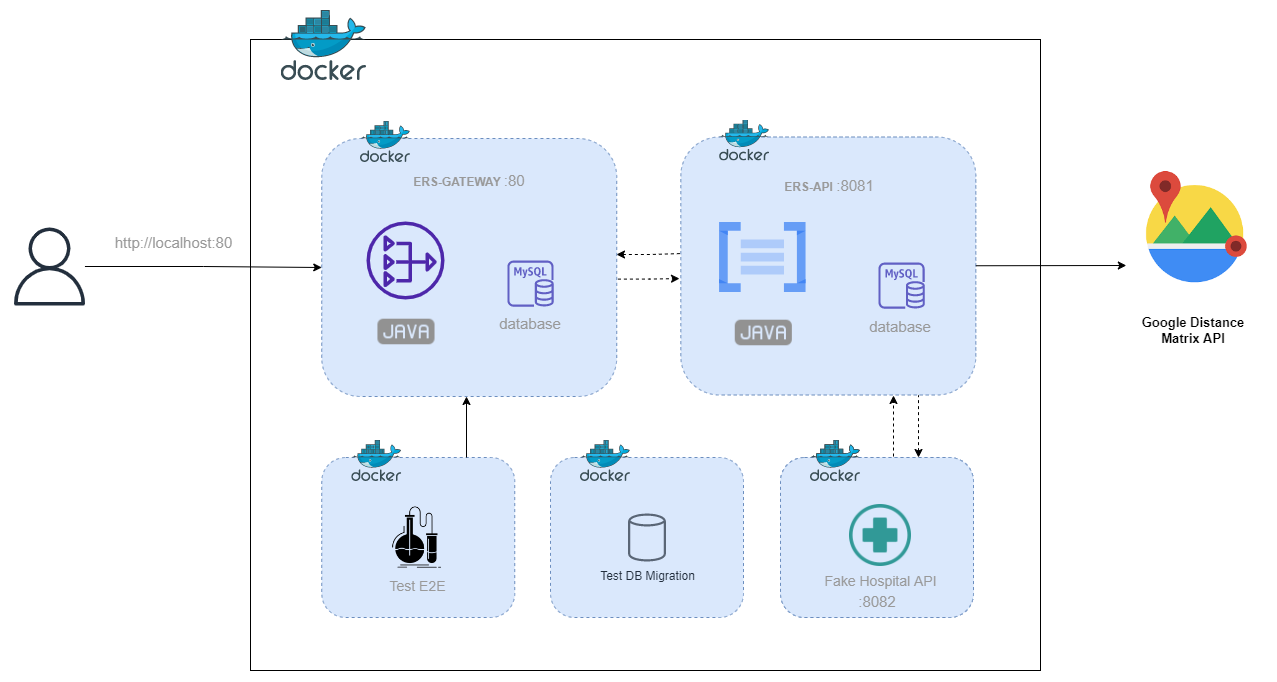 docker
docker
docker
ERS-GATEWAY :80
ERS-API :8081
http://localhost:80
MySQL
MySQL
database
database
JAVA
JAVA
Google Distance
Matrix API
docker
docker
docker
Test E2E
Test DB Migration
Fake Hospital API
:8082